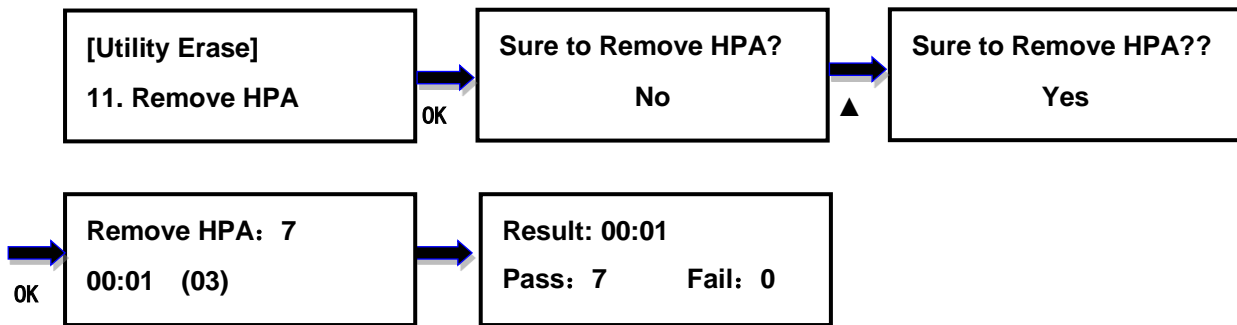 [Utility Erase]
11. Remove HPA
OK
Sure to Remove HPA?
No
▲
Sure to Remove HPA??
Yes
OK
Remove HPA：7
00:01 (03)
Result: 00:01
Pass：7 Fail：0